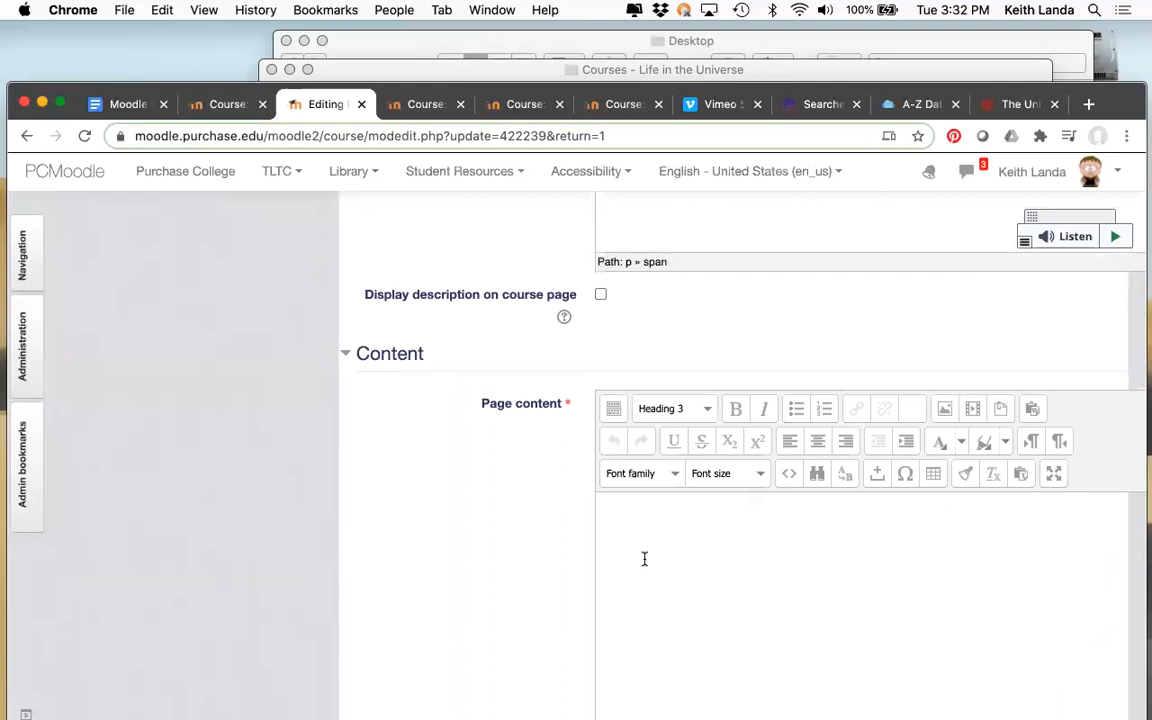 Chrome File Edit View History Bookmarks People Tab Window Help 100% Tue 3:32 PM Keith Landa
Desktop
Courses - Life in the Universe
Moodle Course: Editing Course: Course: Course: Vimeo S Searche A-Z Dat The Uni
moodle.purchase.edu/moodle2/course/modedit.php?update=422239&return=1
PCMoodle Purchase College TLTC Library Student Resources Accessibility English - United States (en_us) 3 Keith Landa
Navigation
Administration
Admin bookmarks
Listen
Path: p » span
Display description on course page
Content
Page content *
Heading 3 B I
U S X2 X2 A
Font family Font size Tx